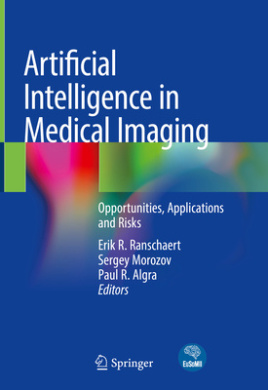 Artificial
Intelligence in
Medical Imaging
Opportunities, Applications
and Risks
Erik R. Ranschaert
Sergey Morozov
Paul R. Algra
Editors
Springer
EuSoMII